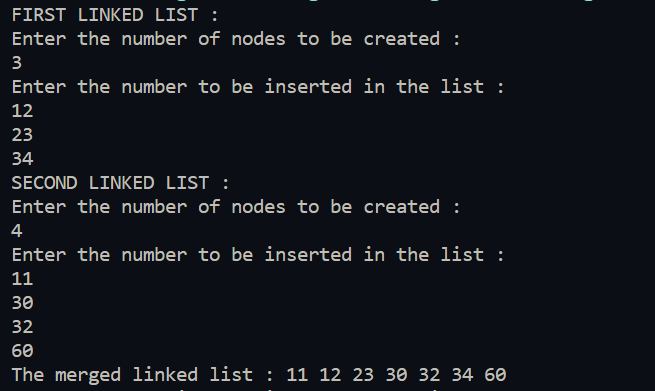 FIRST LINKED LIST :
Enter the number of nodes to be created :
3
Enter the number to be inserted in the list :
12
23
34
SECOND LINKED LIST :
Enter the number of nodes to be created :
4
Enter the number to be inserted in the list :
11
30
32
60
The merged linked list : 11 12 23 30 32 34 60